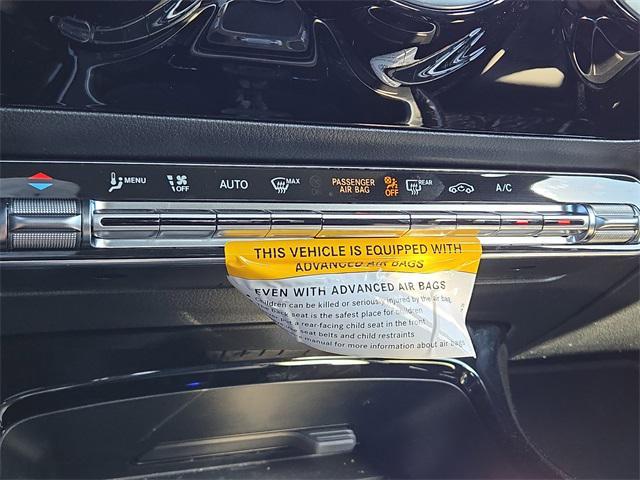 MENU AUTO MAX PASSENGER AIR BAG OFF REAR A/C
THIS VEHICLE IS EQUIPPED WITH
ADVANCED AIR BAGS
EVEN WITH ADVANCED AIR BAGS
Children can be killed or seriously injured by the air bag
back seat is the safest place for children
a rear-facing child seat in the front
seat belts and child restraints
manual for more information about air bags